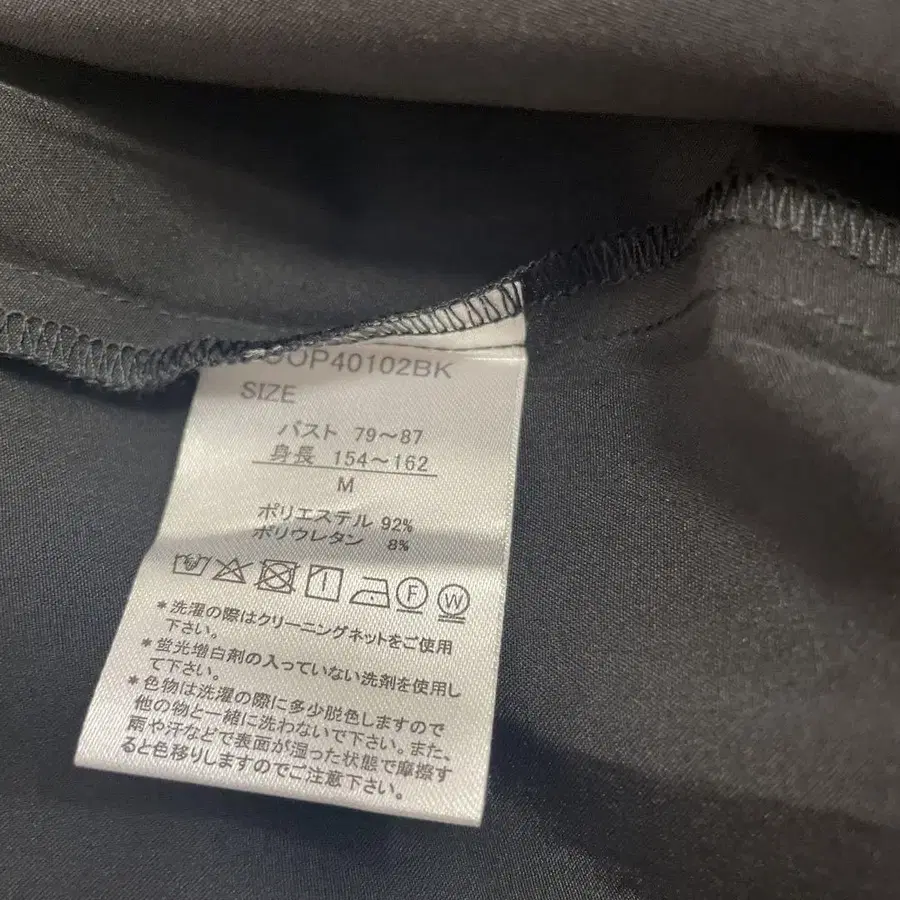 OP40102BK
SIZE
バスト 79～87
身長 154～162
M
ポリエステル 92%
ポリウレタン 8%
F W
＊洗濯の際はクリーニングネットをご使用
下さい。
＊蛍光増白剤の入っていない洗剤を使用し
て下さい。
＊色物は洗濯の際に多少脱色しますので
他の物と一緒に洗わないで下さい。また、
雨や汗などで表面が湿った状態で摩擦す
ると色移りしますのでご注意下さい。